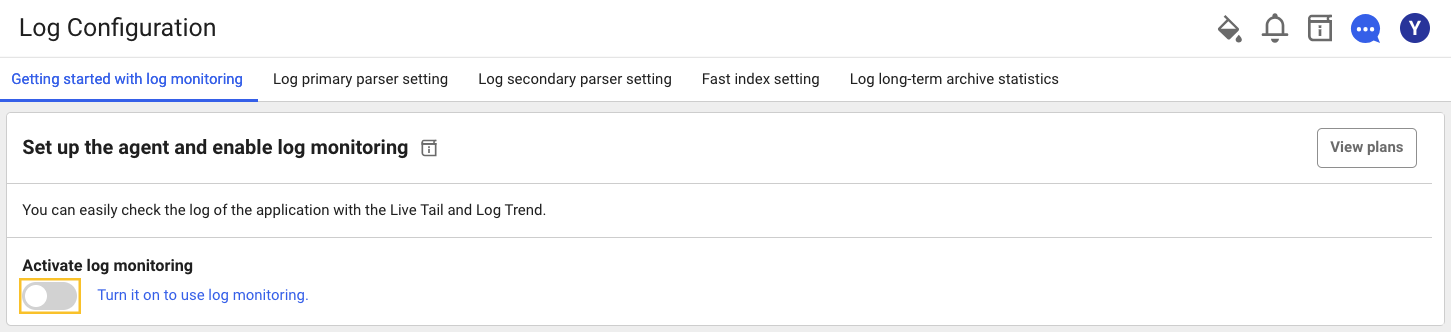 Log Configuration
Y
Getting started with log monitoring Log primary parser setting Log secondary parser setting Fast index setting Log long-term archive statistics
Set up the agent and enable log monitoring
View plans
You can easily check the log of the application with the Live Tail and Log Trend.
Activate log monitoring
Turn it on to use log monitoring.